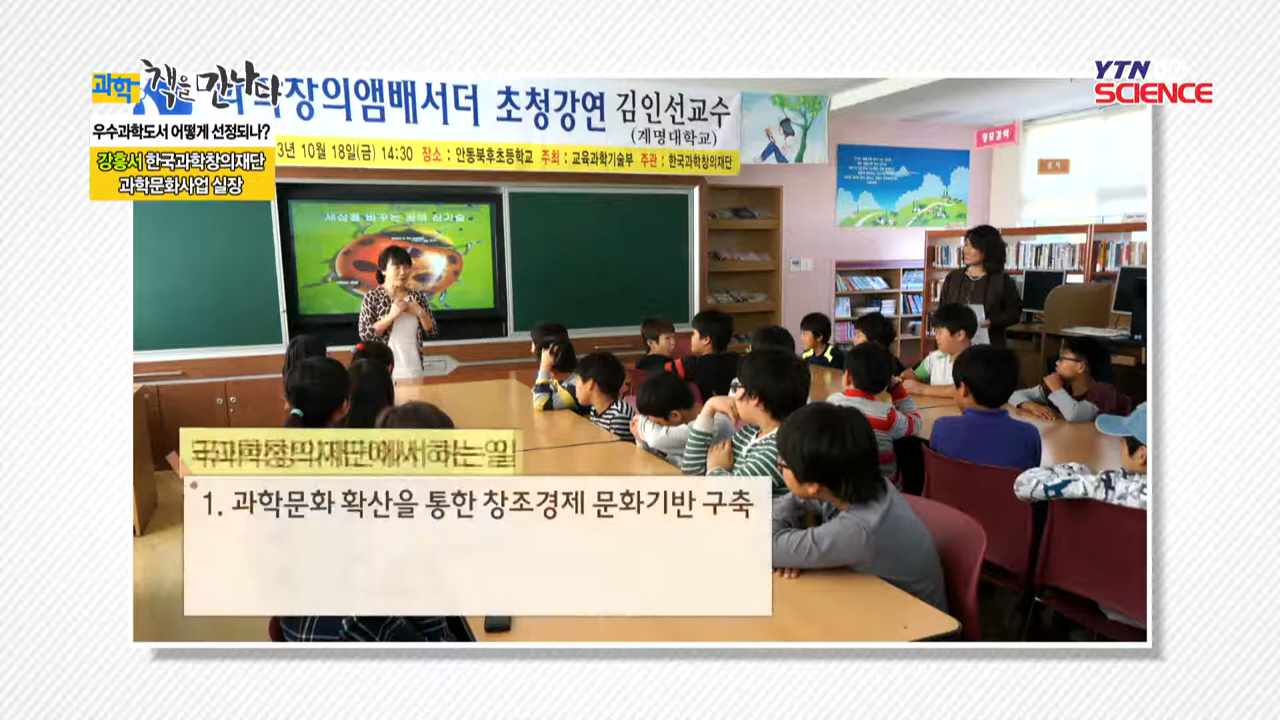 과학 책을 만나다
우수과학도서 어떻게 선정되나?
강흥서 한국과학창의재단
과학문화사업 실장
YTN
SCIENCE
창의앰배서더 초청강연 김인선교수
(계명대학교)
3년 10월 18일(금) 14:30 장소 : 안동북후초등학교 주최 : 교육과학기술부 주관 : 한국과학창의재단
세상을 바꾸는 꼬마 신기술
국과학창의재단에서 하는 일
1. 과학문화 확산을 통한 창조경제 문화기반 구축